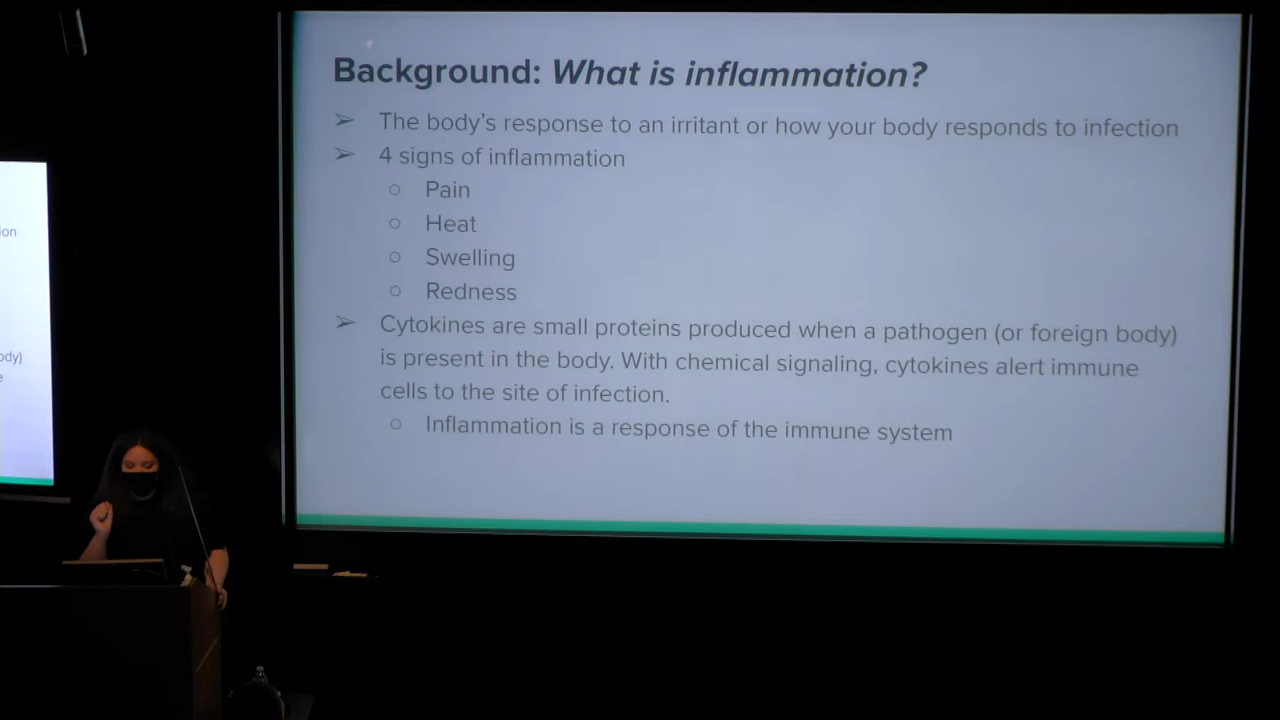 Background: What is inflammation?
➢ The body's response to an irritant or how your body responds to infection
➢ 4 signs of inflammation
○ Pain
○ Heat
○ Swelling
○ Redness
➢ Cytokines are small proteins produced when a pathogen (or foreign body)
is present in the body. With chemical signaling, cytokines alert immune
cells to the site of infection.
○ Inflammation is a response of the immune system
ion
ody)
e